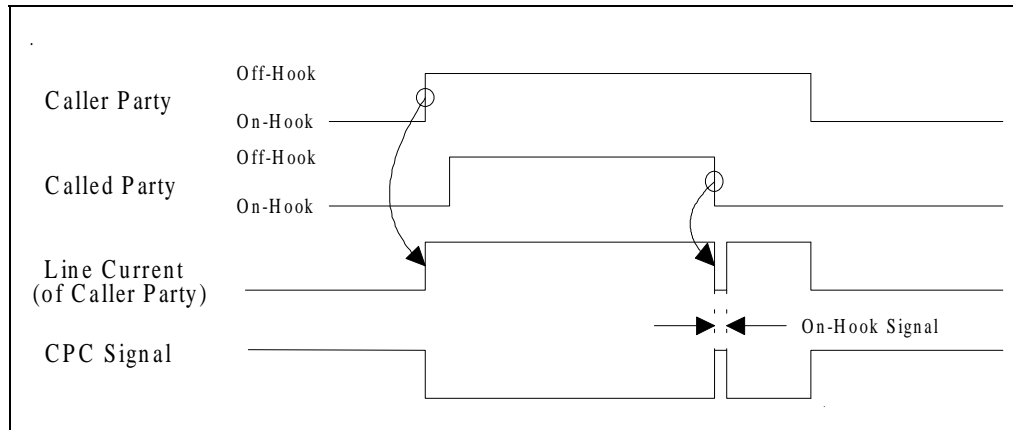 Off-Hook
Caller Party
On-Hook
Off-Hook
Called Party
On-Hook
Line Current
(of Caller Party)
On-Hook Signal
CPC Signal